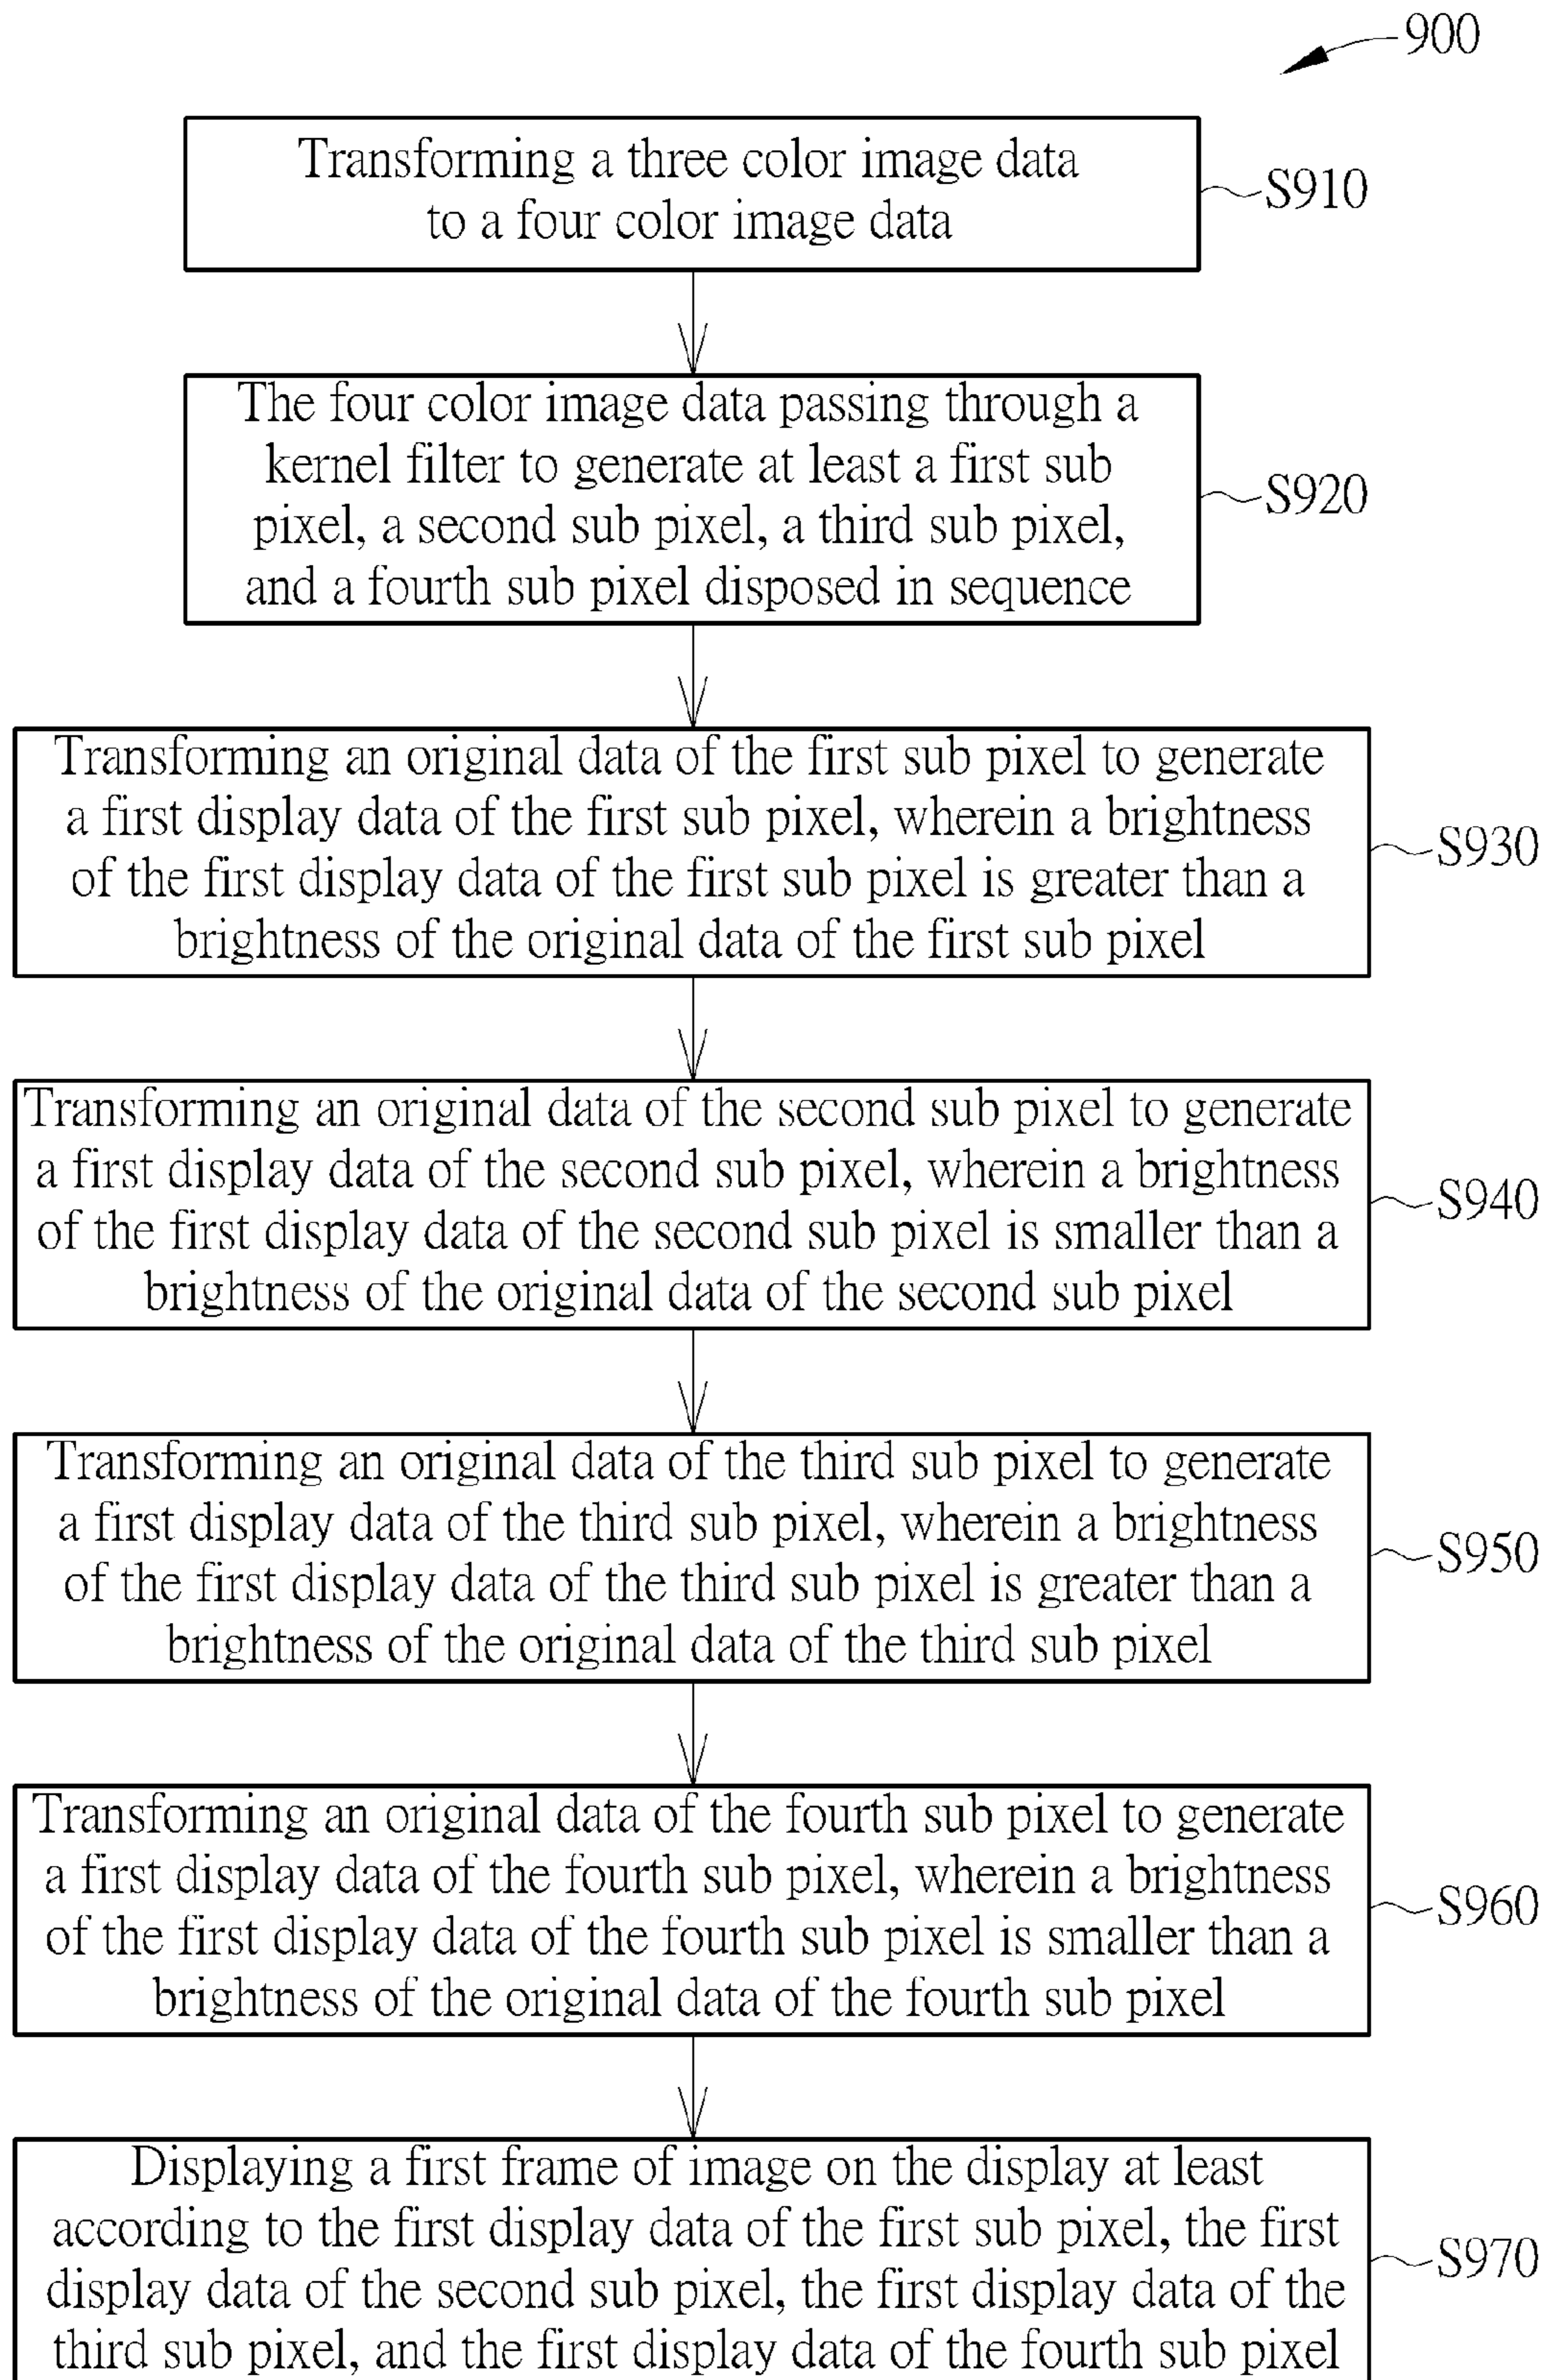 900
Transforming a three color image data
to a four color image data
S910
The four color image data passing through a
kernel filter to generate at least a first sub
pixel, a second sub pixel, a third sub pixel,
and a fourth sub pixel disposed in sequence
S920
Transforming an original data of the first sub pixel to generate
a first display data of the first sub pixel, wherein a brightness
of the first display data of the first sub pixel is greater than a
brightness of the original data of the first sub pixel
S930
Transforming an original data of the second sub pixel to generate
a first display data of the second sub pixel, wherein a brightness
of the first display data of the second sub pixel is smaller than a
brightness of the original data of the second sub pixel
S940
Transforming an original data of the third sub pixel to generate
a first display data of the third sub pixel, wherein a brightness
of the first display data of the third sub pixel is greater than a
brightness of the original data of the third sub pixel
S950
Transforming an original data of the fourth sub pixel to generate
a first display data of the fourth sub pixel, wherein a brightness
of the first display data of the fourth sub pixel is smaller than a
brightness of the original data of the fourth sub pixel
S960
Displaying a first frame of image on the display at least
according to the first display data of the first sub pixel, the first
display data of the second sub pixel, the first display data of the
third sub pixel, and the first display data of the fourth sub pixel
S970